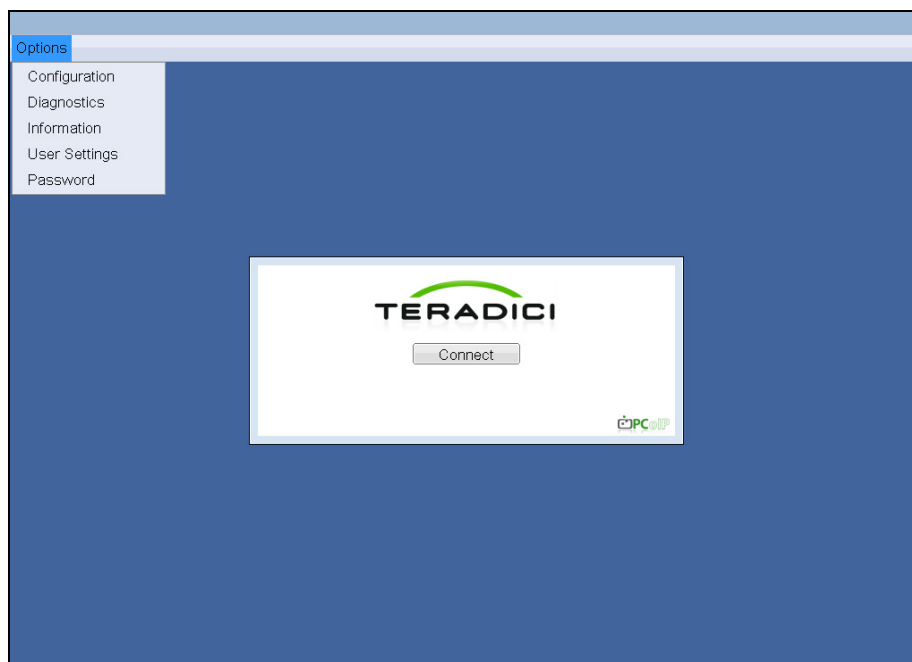 Options
Configuration
Diagnostics
Information
User Settings
Password
TERADICI
Connect
PCoIP